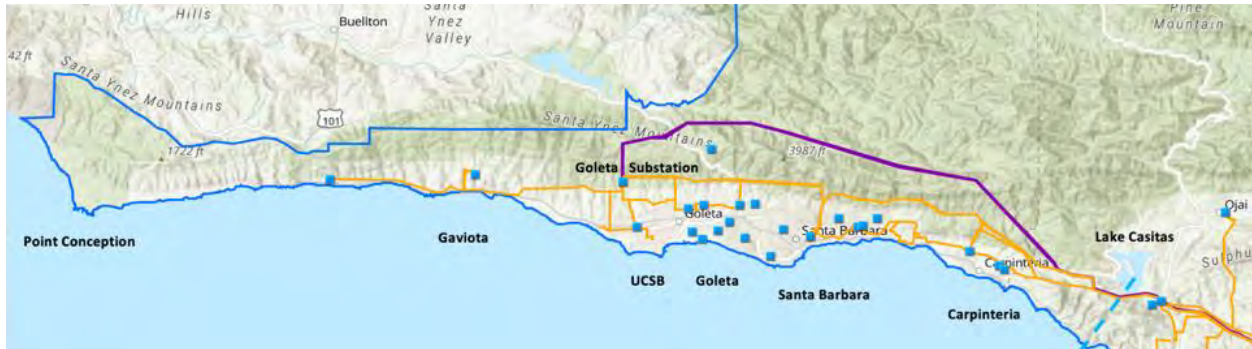 Hills
Buellton
Santa
Ynez
Valley
Pine
Mountain
42 ft
Santa Ynez Mountains
101
Santa Ynez Mountains
1722 ft
3987 ft
Goleta Substation
Ojai
Goleta
Santa Barbara
Point Conception
Gaviota
Lake Casitas
Sulphu
Carpinteria
UCSB
Goleta
Santa Barbara
Carpinteria